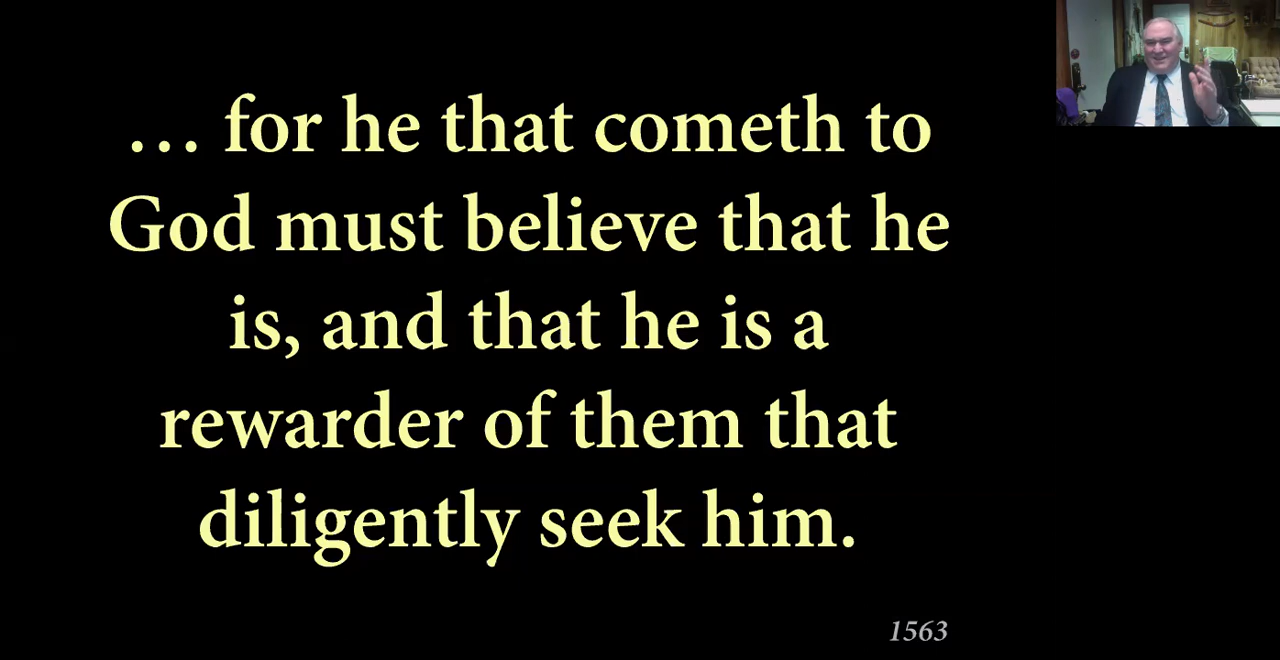 … for he that cometh to
God must believe that he
is, and that he is a
rewarder of them that
diligently seek him.
1563